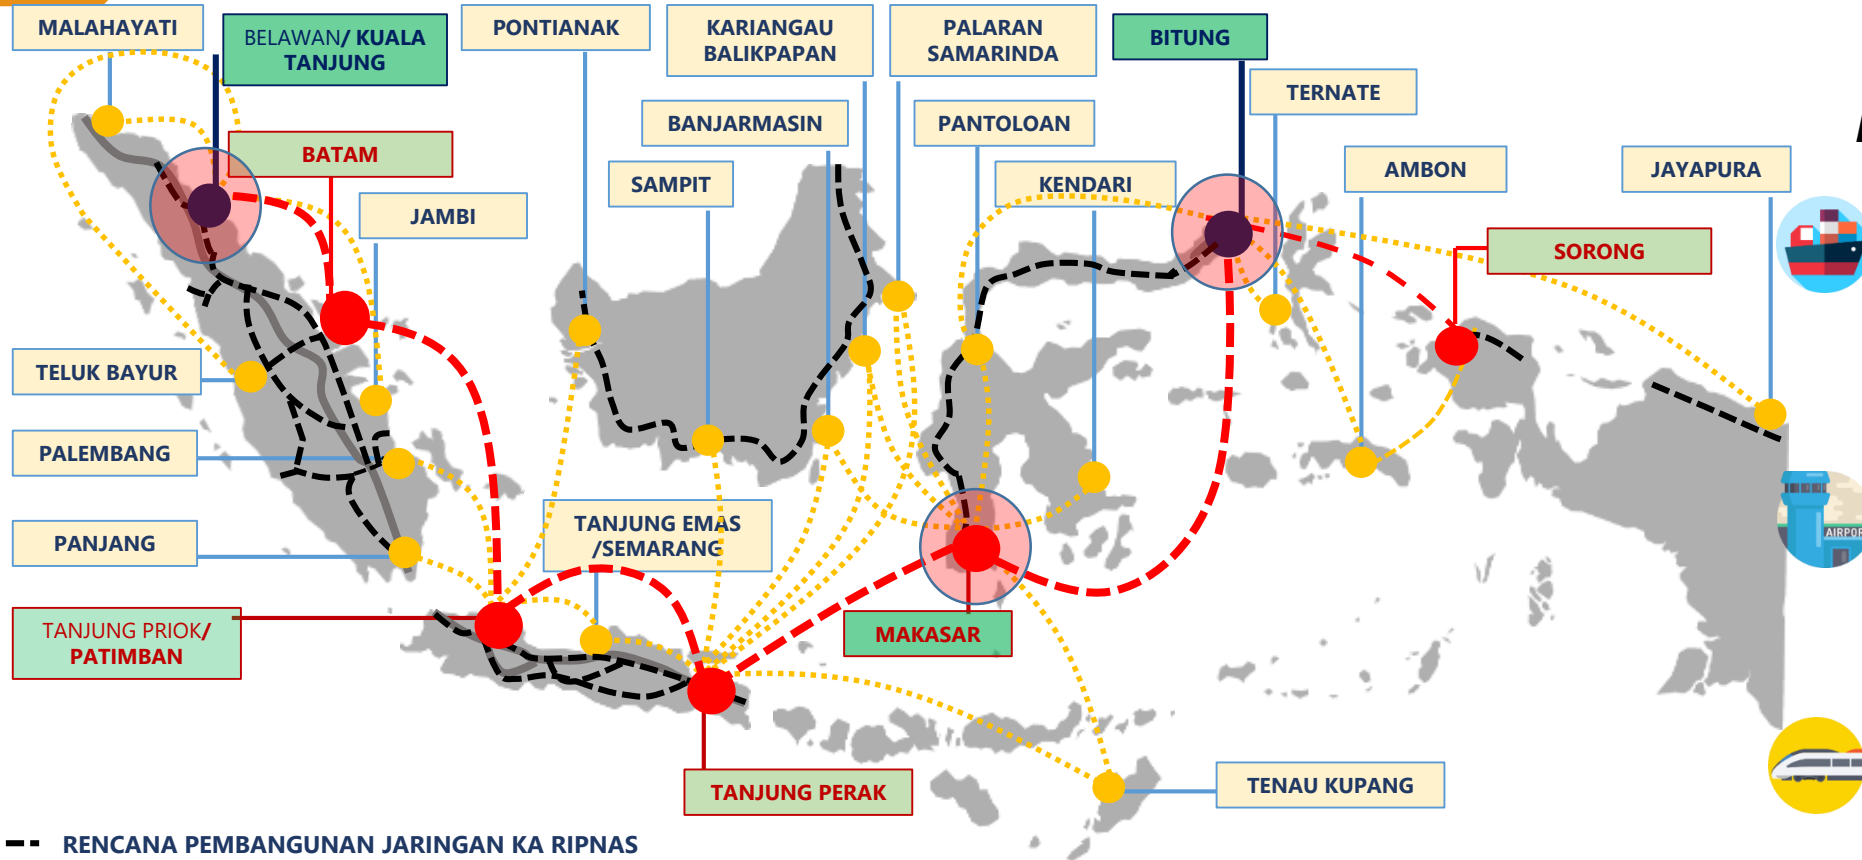 MALAHAYATI
BELAWAN/ KUALA
TANJUNG
PONTIANAK
KARIANGAU
BALIKPAPAN
PALARAN
SAMARINDA
BITUNG
TERNATE
BANJARMASIN
PANTOLOAN
BATAM
SAMPIT
KENDARI
AMBON
JAYAPURA
JAMBI
SORONG
TELUK BAYUR
PALEMBANG
PANJANG
TANJUNG EMAS
/SEMARANG
AIRPOR
TANJUNG PRIOK/
PATIMBAN
MAKASAR
TANJUNG PERAK
TENAU KUPANG
RENCANA PEMBANGUNAN JARINGAN KA RIPNAS